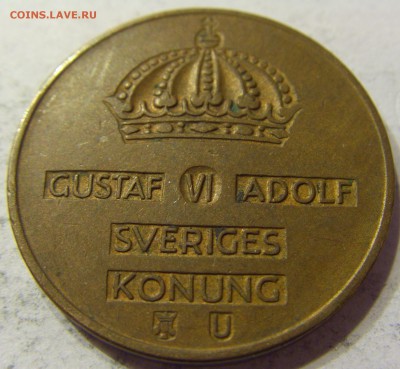 COINS.LAVE.RU
GUSTAF VI ADOLF
SVERIGES
KONUNG
U